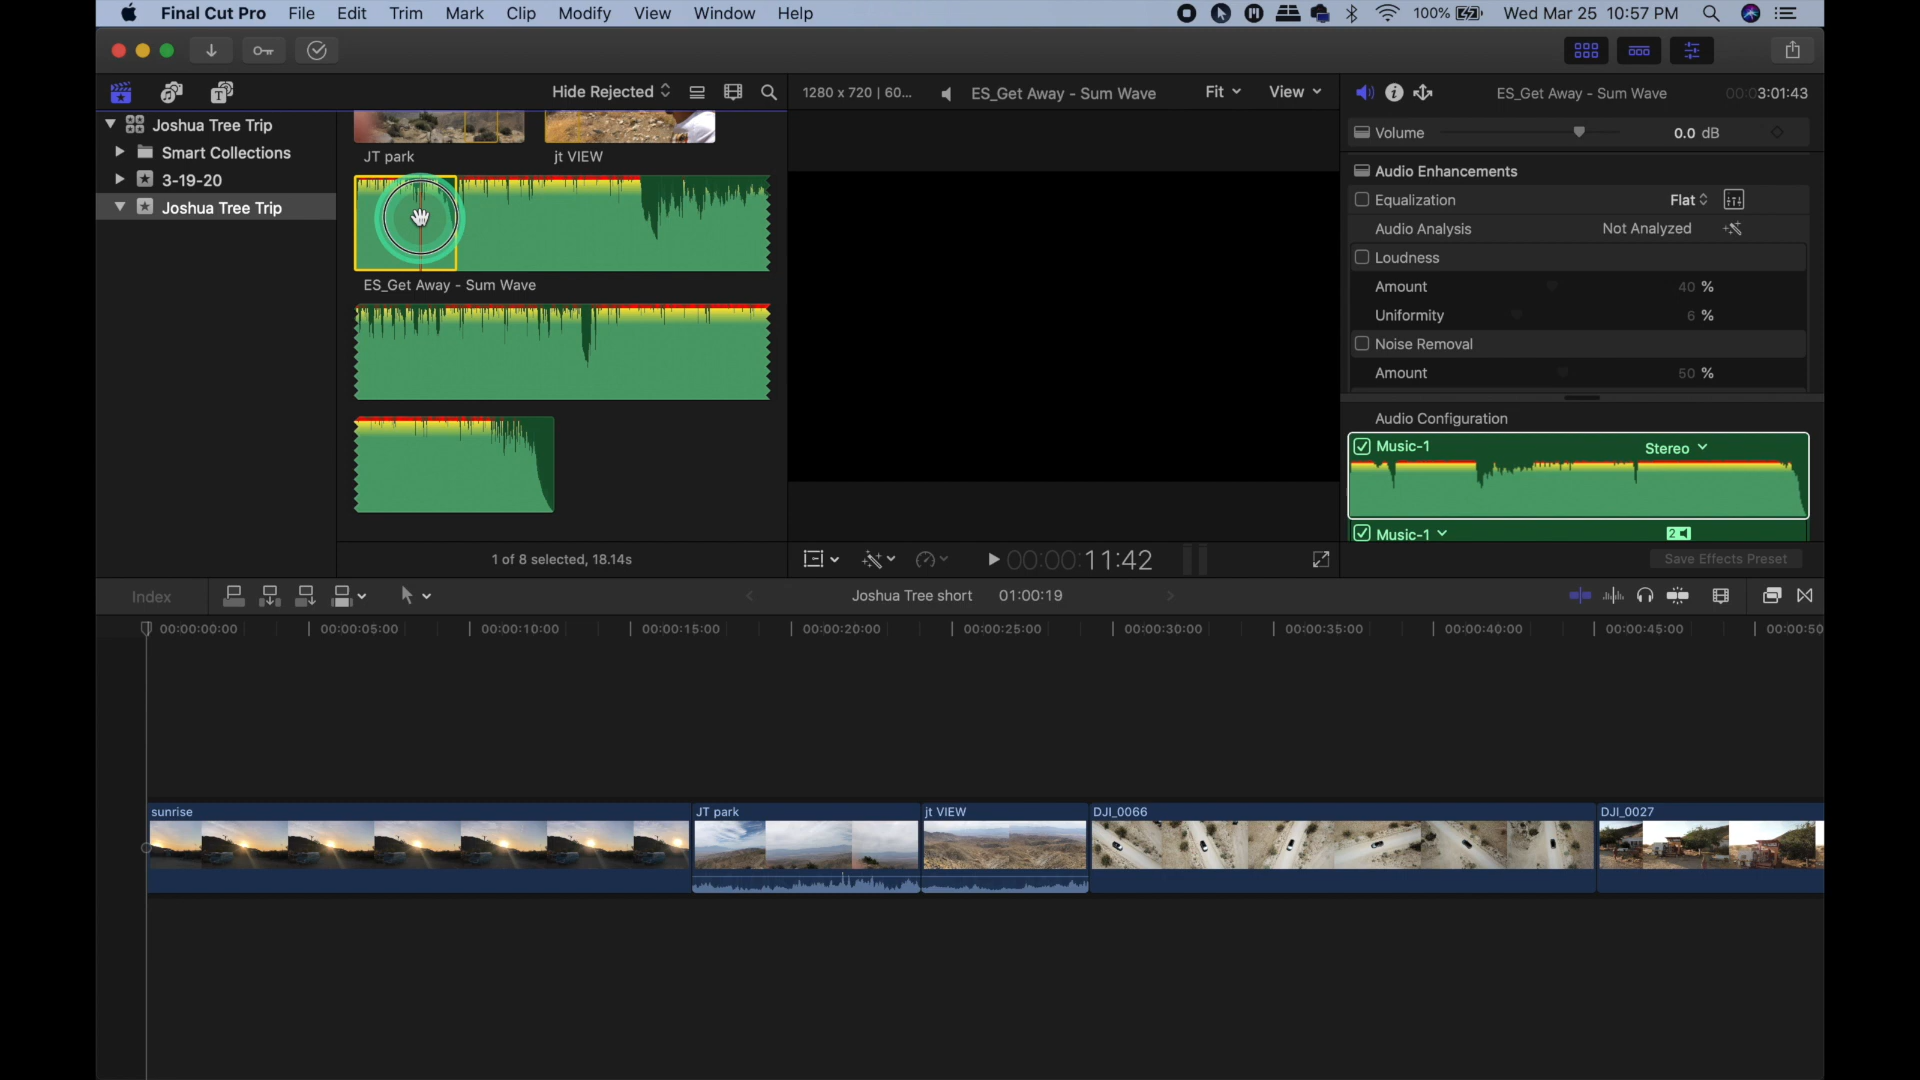 Final Cut Pro File Edit Trim Mark Clip Modify View Window Help 100% Wed Mar 25 10:57 PM
Hide Rejected 1280 x 720 | 60... ES_Get Away - Sum Wave Fit View ES_Get Away - Sum Wave 00:03:01:43
Joshua Tree Trip
Smart Collections
3-19-20
Joshua Tree Trip
JT park jt VIEW
ES_Get Away - Sum Wave
1 of 8 selected, 18.14s
00:00:00:11:42
Volume 0.0 dB
Audio Enhancements
Equalization Flat
Audio Analysis Not Analyzed
Loudness
Amount 40 %
Uniformity 6 %
Noise Removal
Amount 50 %
Audio Configuration
Music-1 Stereo
Music-1 2
Save Effects Preset
Index Joshua Tree short 01:00:19
00:00:00:00 00:00:05:00 00:00:10:00 00:00:15:00 00:00:20:00 00:00:25:00 00:00:30:00 00:00:35:00 00:00:40:00 00:00:45:00 00:00:50
sunrise JT park jt VIEW DJI_0066 DJI_0027